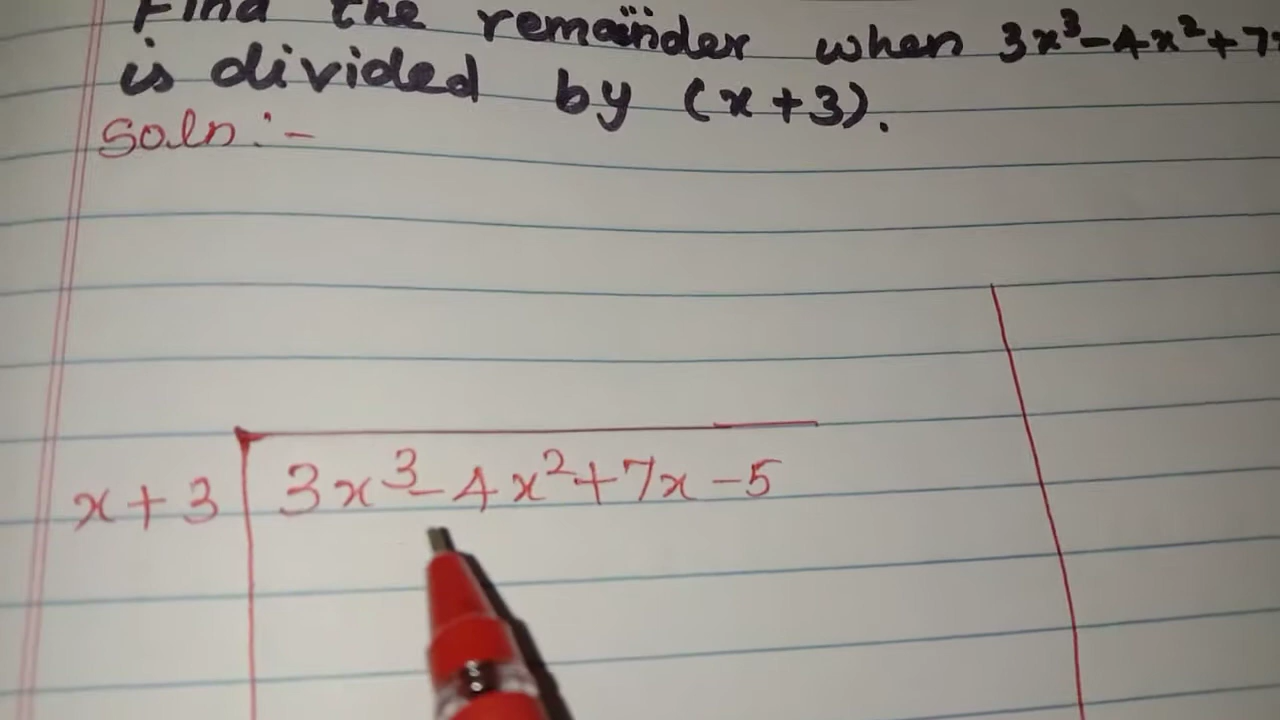 Find the remainder when 3x³-4x²+7
is divided by (x+3).
Soln :-
x+3 3x³-4x²+7x-5